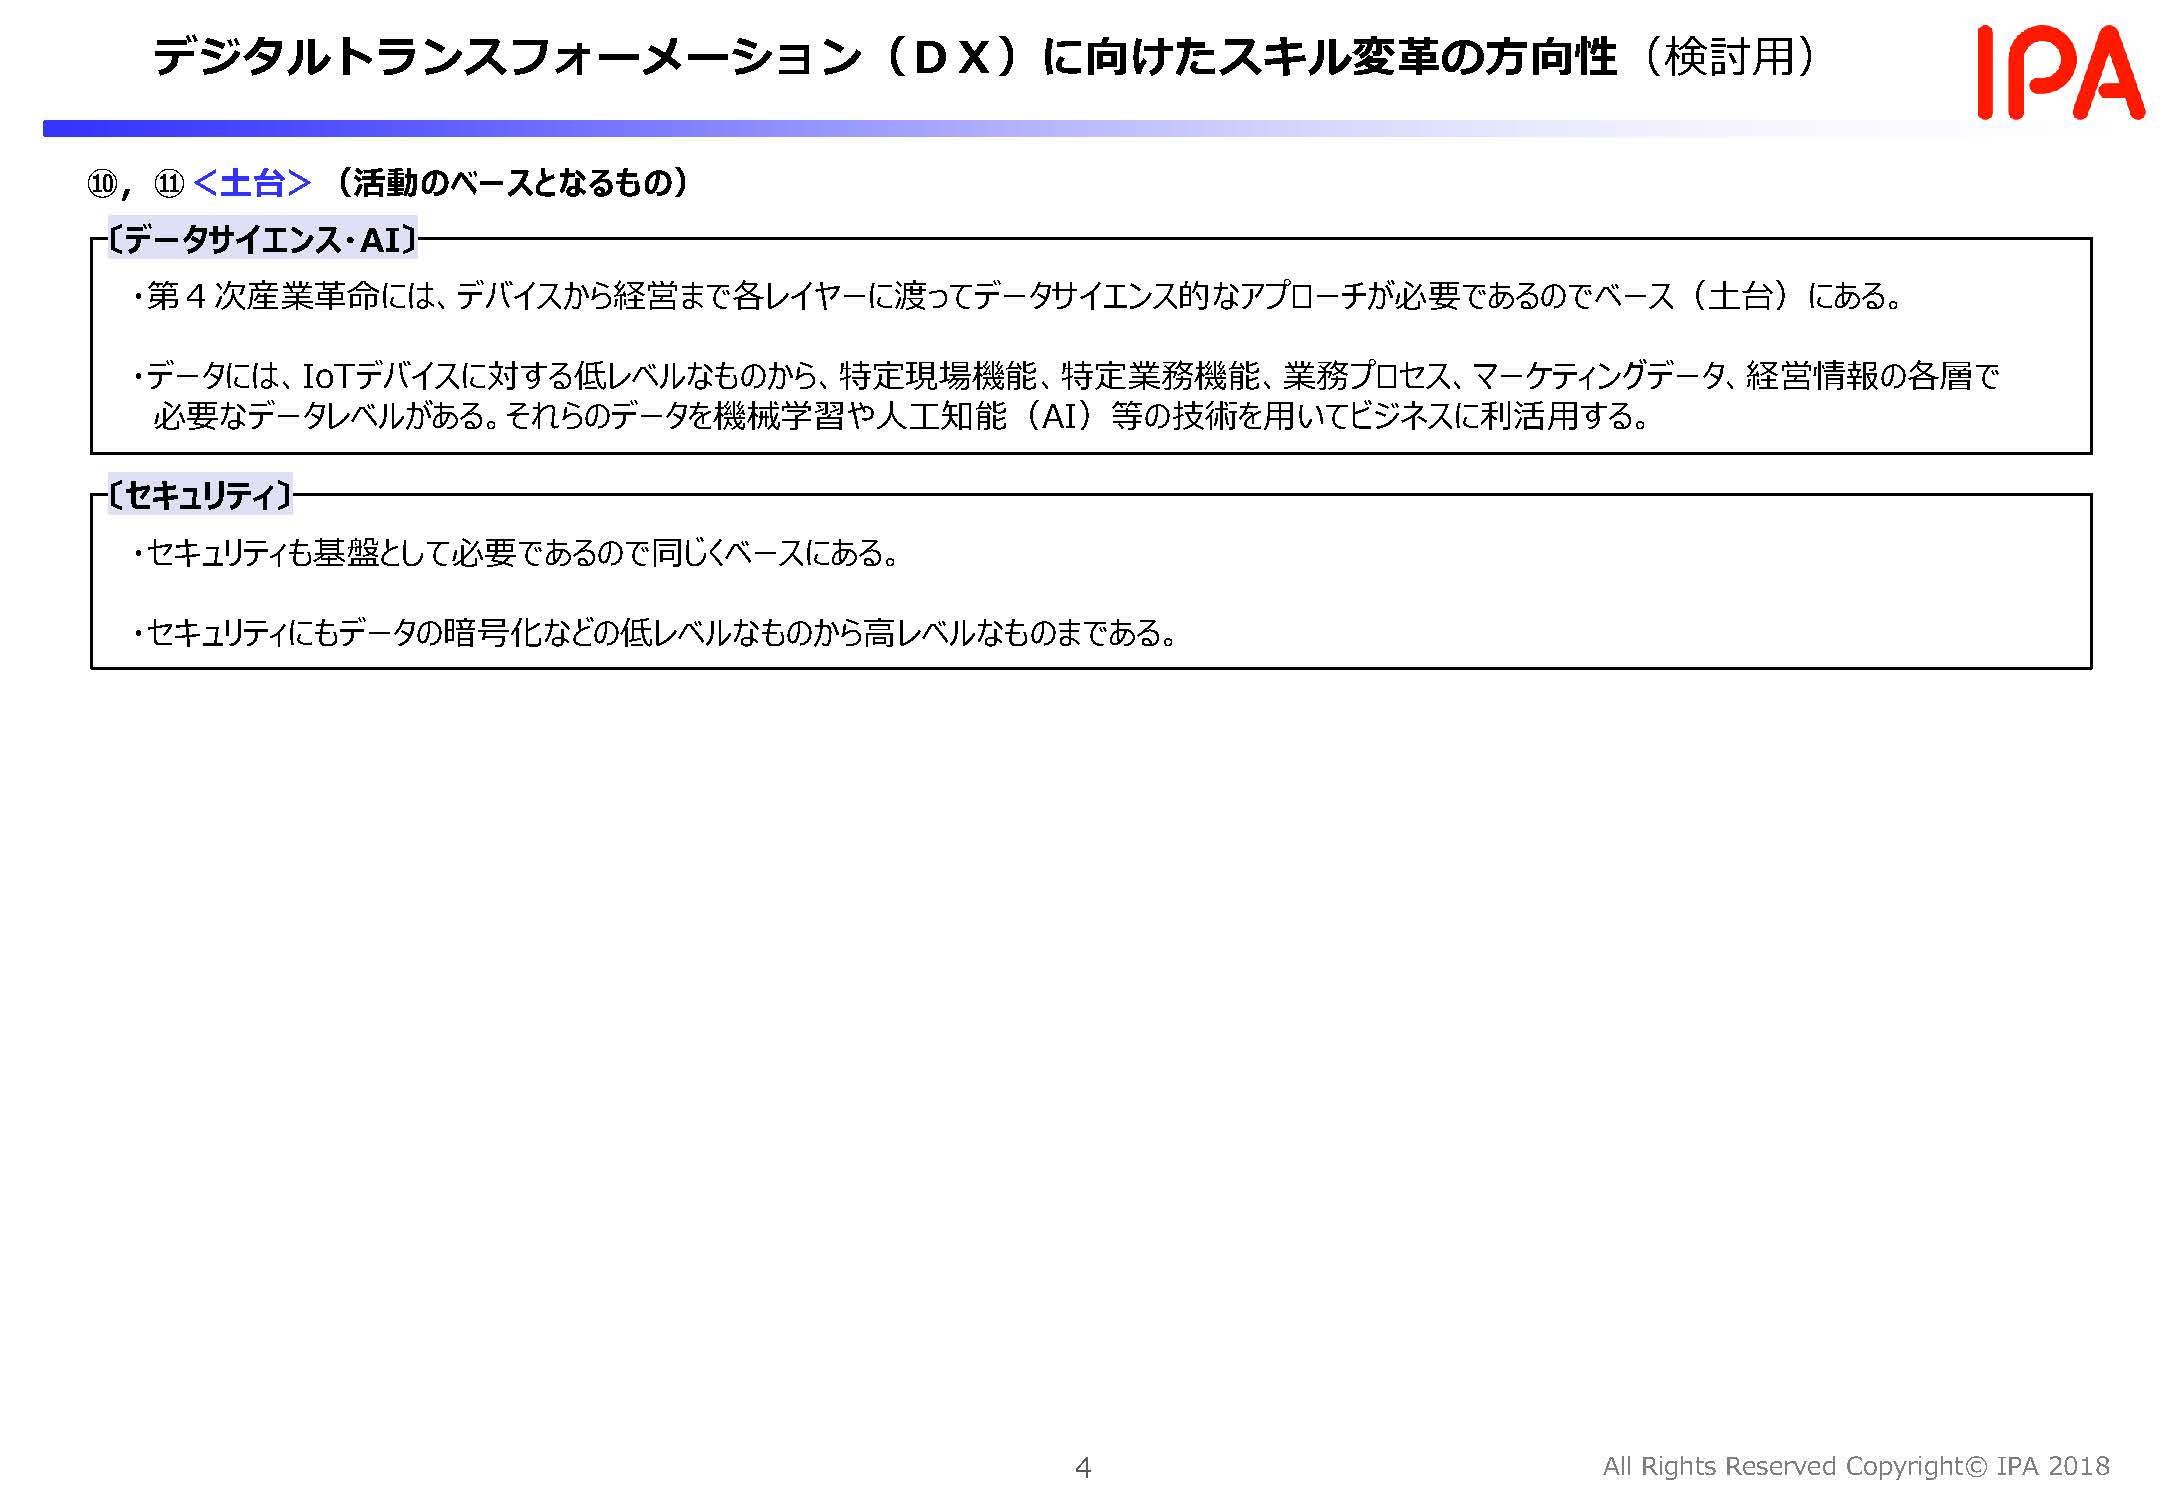 デジタルトランスフォーメーション（ＤＸ）に向けたスキル変革の方向性（検討用）
IPA
⑩，⑪＜土台＞（活動のベースとなるもの）
〔データサイエンス・AI〕
・第４次産業革命には、デバイスから経営まで各レイヤーに渡ってデータサイエンス的なアプローチが必要であるのでベース（土台）にある。
・データには、IoTデバイスに対する低レベルなものから、特定現場機能、特定業務機能、業務プロセス、マーケティングデータ、経営情報の各層で
必要なデータレベルがある。それらのデータを機械学習や人工知能（AI）等の技術を用いてビジネスに利活用する。
〔セキュリティ〕
・セキュリティも基盤として必要であるので同じくベースにある。
・セキュリティにもデータの暗号化などの低レベルなものから高レベルなものまである。
4
All Rights Reserved Copyright© IPA 2018